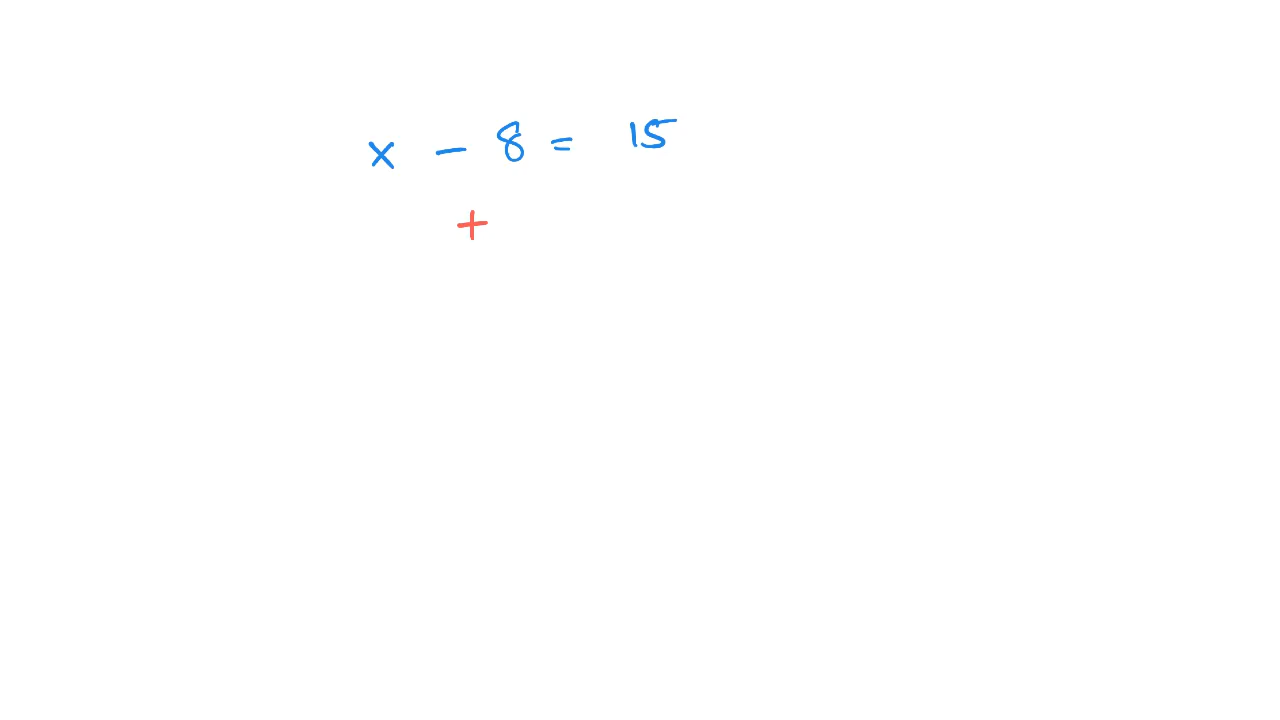 x - 8 = 15
+